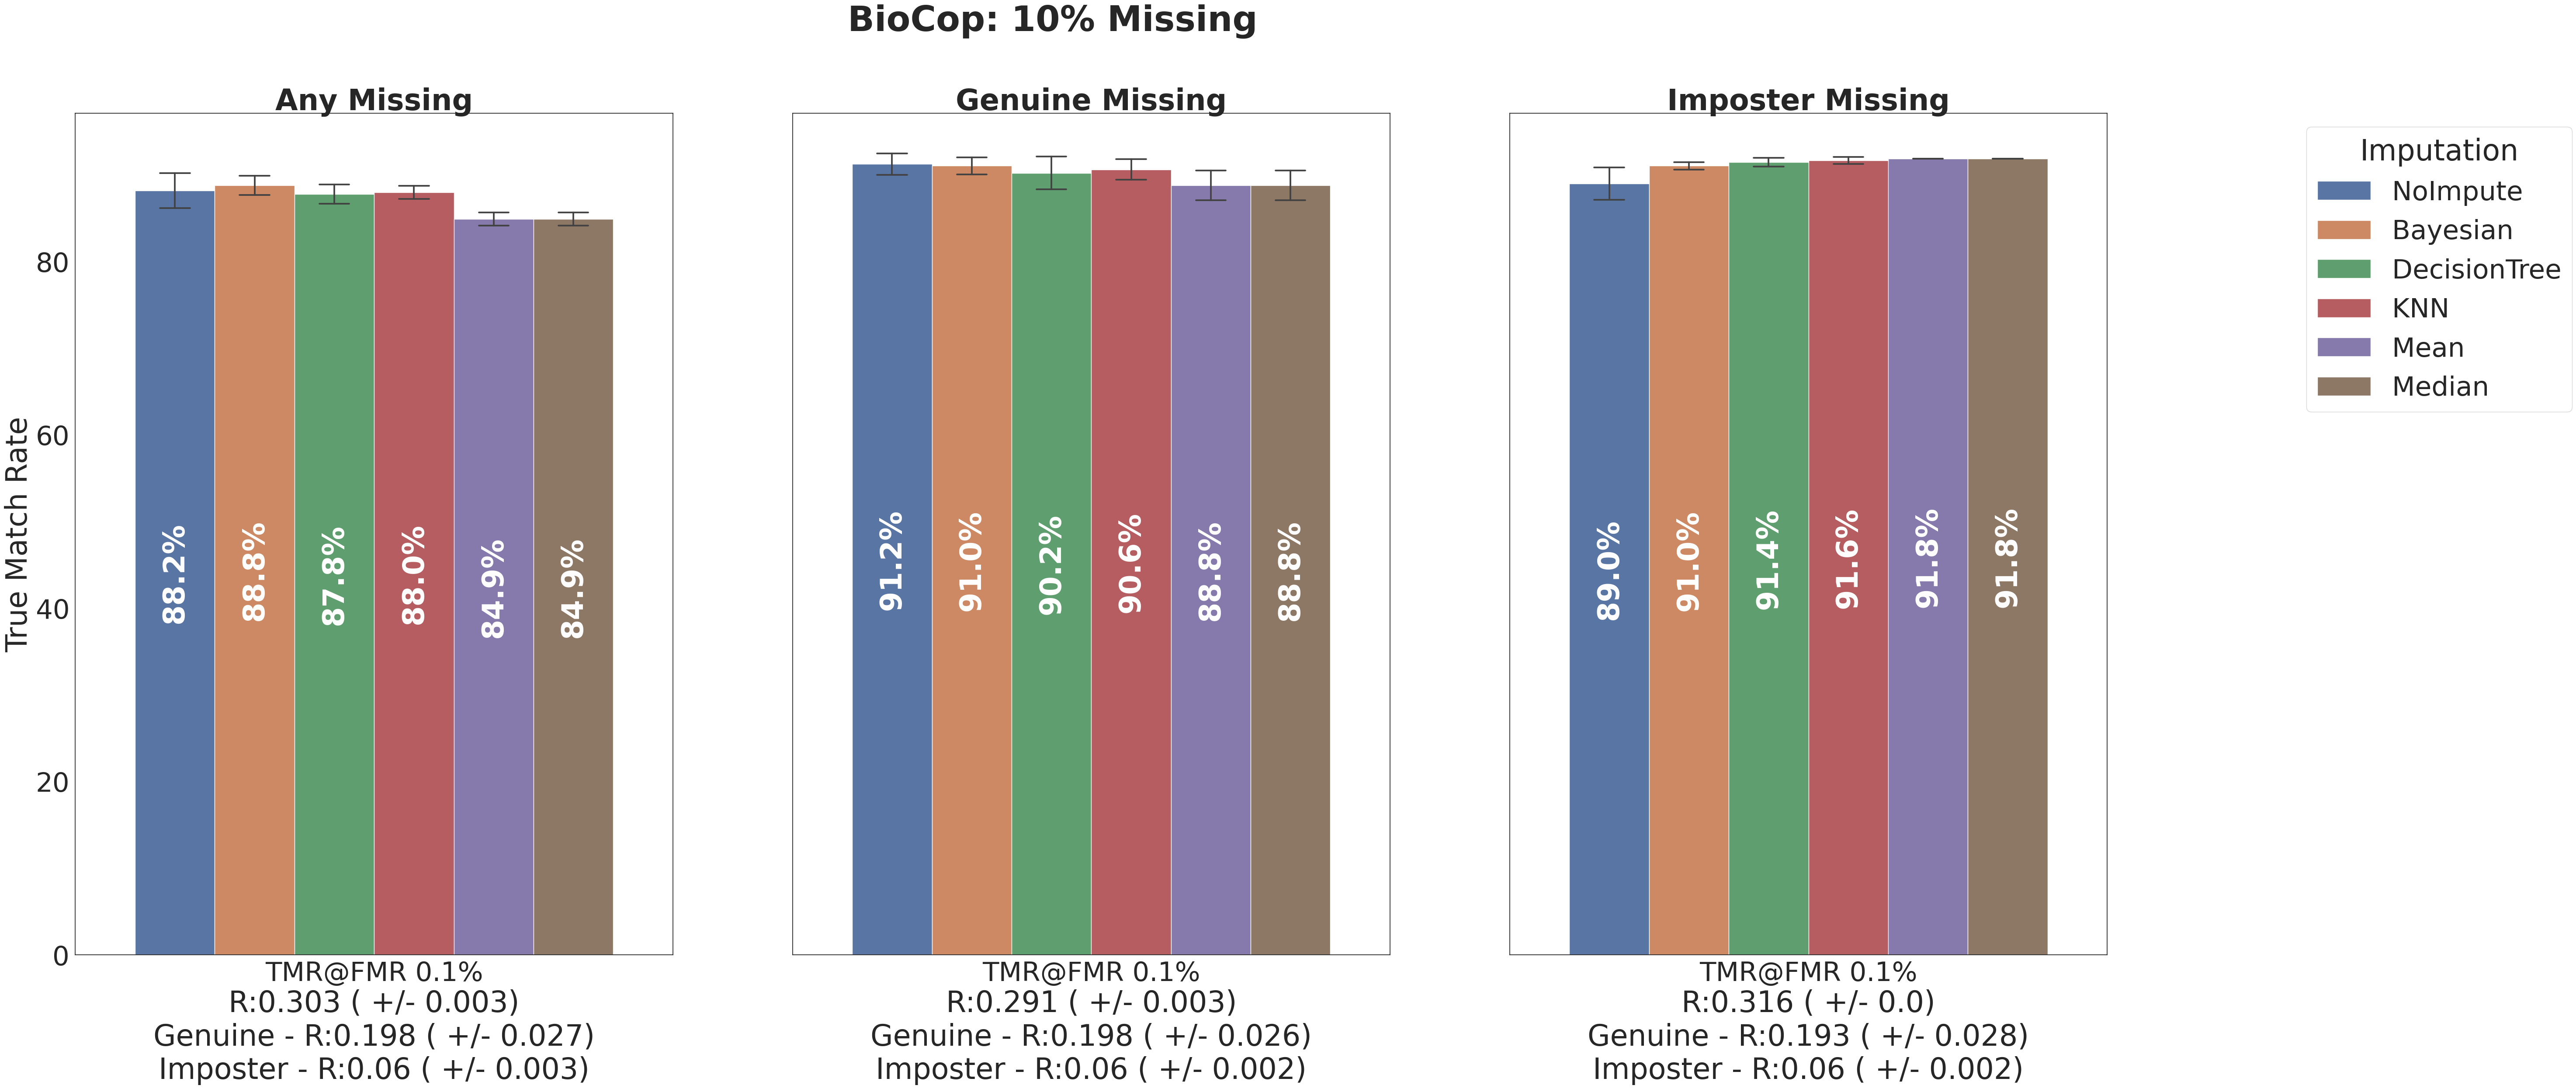 BioCop: 10% Missing
Any Missing
Genuine Missing
Imposter Missing
True Match Rate
80
60
40
20
0
88.2%
88.8%
87.8%
88.0%
84.9%
84.9%
91.2%
91.0%
90.2%
90.6%
88.8%
88.8%
89.0%
91.0%
91.4%
91.6%
91.8%
91.8%
TMR@FMR 0.1%
R:0.303 ( +/- 0.003)
Genuine - R:0.198 ( +/- 0.027)
Imposter - R:0.06 ( +/- 0.003)
TMR@FMR 0.1%
R:0.291 ( +/- 0.003)
Genuine - R:0.198 ( +/- 0.026)
Imposter - R:0.06 ( +/- 0.002)
TMR@FMR 0.1%
R:0.316 ( +/- 0.0)
Genuine - R:0.193 ( +/- 0.028)
Imposter - R:0.06 ( +/- 0.002)
Imputation
NoImpute
Bayesian
DecisionTree
KNN
Mean
Median